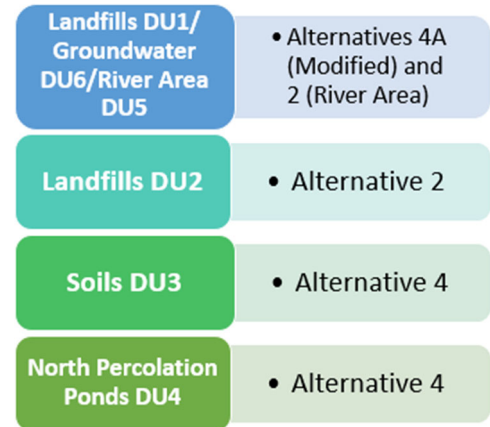 Landfills DU1/
Groundwater
DU6/River Area
DU5
• Alternatives 4A
(Modified) and
2 (River Area)
Landfills DU2
• Alternative 2
Soils DU3
• Alternative 4
North Percolation
Ponds DU4
• Alternative 4